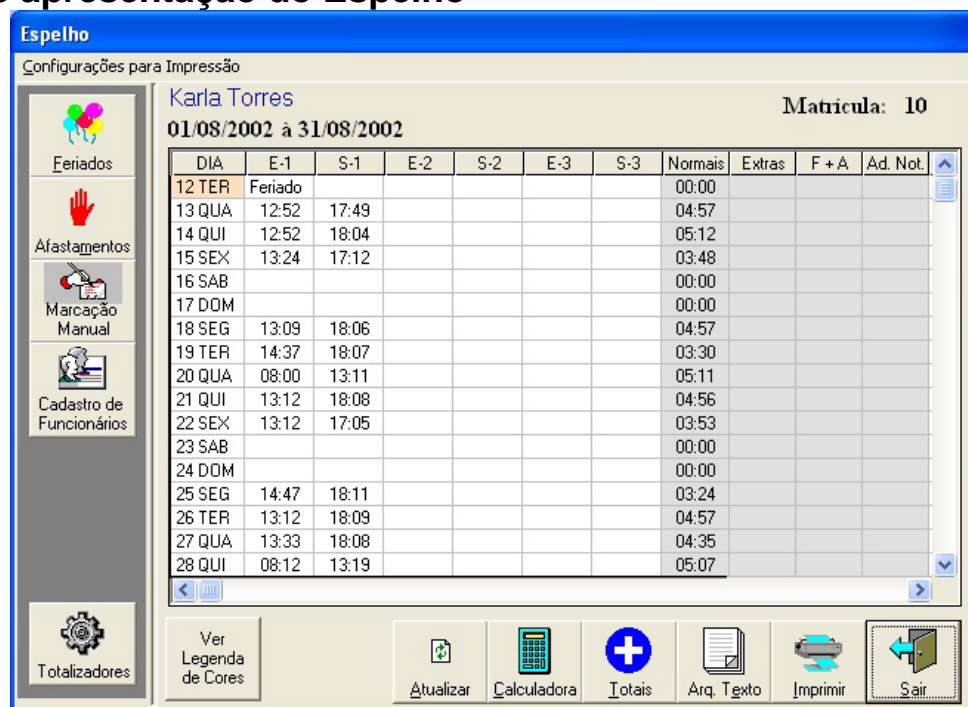 apresentação do Espelho
Espelho
Configurações para Impressão
Karla Torres
Matrícula: 10
01/08/2002 à 31/08/2002
DIA E-1 S-1 E-2 S-2 E-3 S-3 Normais Extras F + A Ad. Not.
12 TER Feriado 00:00
13 QUA 12:52 17:49 04:57
14 QUI 12:52 18:04 05:12
15 SEX 13:24 17:12 03:48
16 SAB 00:00
17 DOM 00:00
18 SEG 13:09 18:06 04:57
19 TER 14:37 18:07 03:30
20 QUA 08:00 13:11 05:11
21 QUI 13:12 18:08 04:56
22 SEX 13:12 17:05 03:53
23 SAB 00:00
24 DOM 00:00
25 SEG 14:47 18:11 03:24
26 TER 13:12 18:09 04:57
27 QUA 13:33 18:08 04:35
28 QUI 08:12 13:19 05:07
Feriados
Afastamentos
Marcação
Manual
Cadastro de
Funcionários
Totalizadores
Ver
Legenda
de Cores
Atualizar
Calculadora
Totais
Arq. Texto
Imprimir
Sair